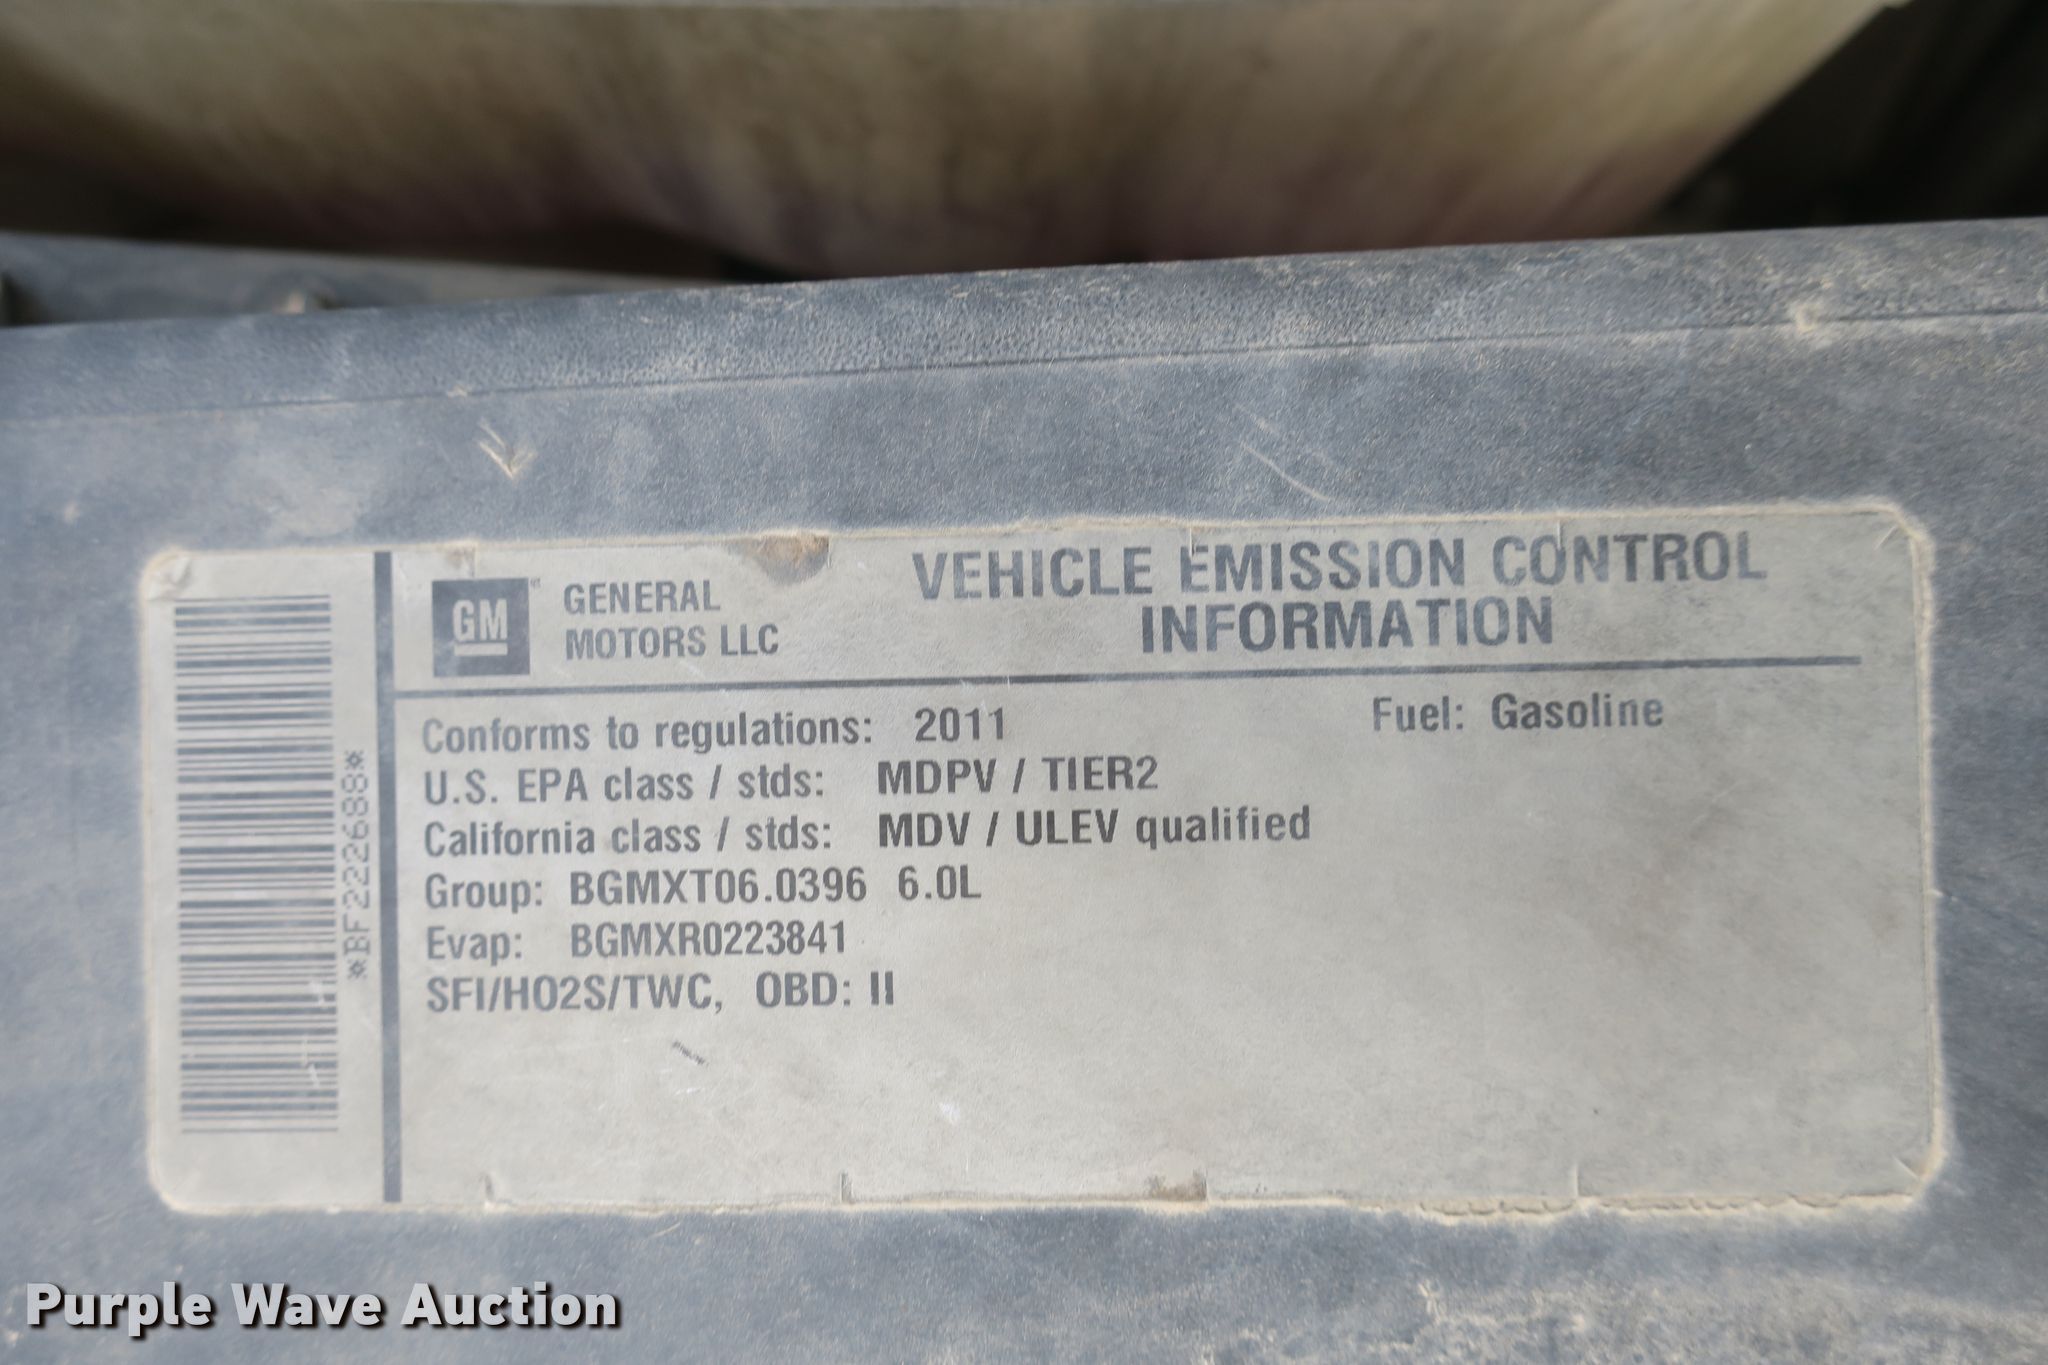 *BF222688*
GM
GENERAL
MOTORS LLC
VEHICLE EMISSION CONTROL
INFORMATION
Conforms to regulations: 2011
Fuel: Gasoline
U.S. EPA class / stds: MDPV / TIER2
California class / stds: MDV / ULEV qualified
Group: BGMXT06.0396 6.0L
Evap: BGMXR0223841
SFI/HO2S/TWC, OBD: II
Purple Wave Auction